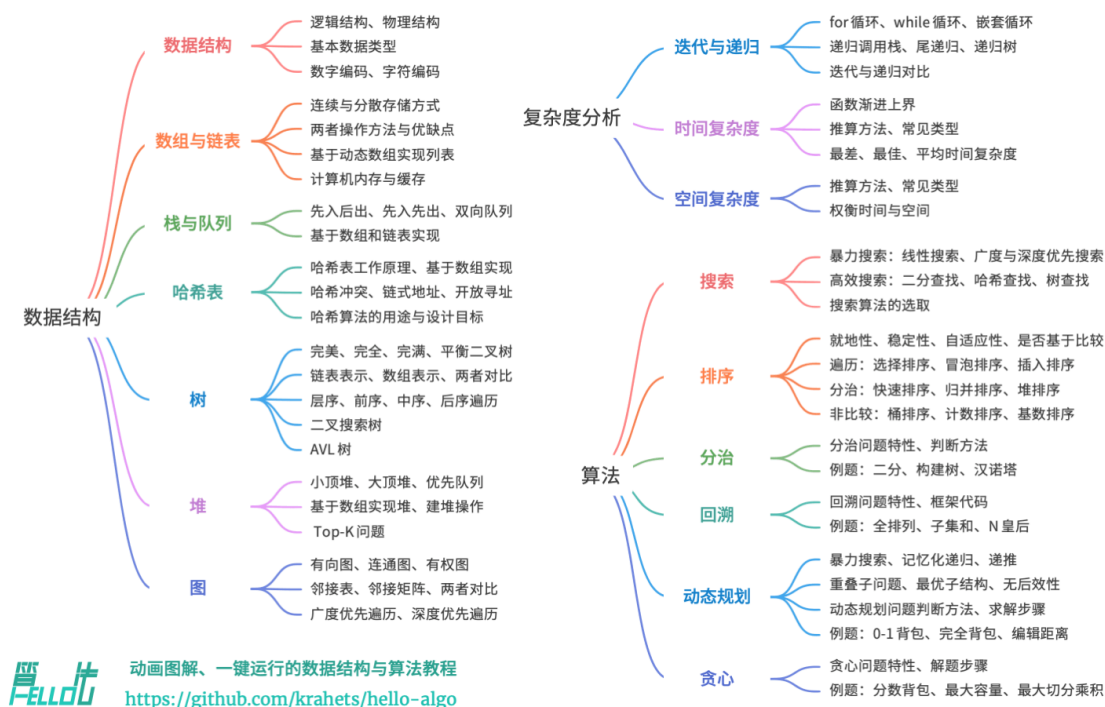 数据结构
数据结构
逻辑结构、物理结构
基本数据类型
数字编码、字符编码
数组与链表
连续与分散存储方式
两者操作方法与优缺点
基于动态数组实现列表
计算机内存与缓存
栈与队列
先入后出、先入先出、双向队列
基于数组和链表实现
哈希表
哈希表工作原理、基于数组实现
哈希冲突、链式地址、开放寻址
哈希算法的用途与设计目标
树
完美、完全、完满、平衡二叉树
链表表示、数组表示、两者对比
层序、前序、中序、后序遍历
二叉搜索树
AVL 树
堆
小顶堆、大顶堆、优先队列
基于数组实现堆、建堆操作
Top-K 问题
图
有向图、连通图、有权图
邻接表、邻接矩阵、两者对比
广度优先遍历、深度优先遍历
复杂度分析
迭代与递归
for 循环、while 循环、嵌套循环
递归调用栈、尾递归、递归树
迭代与递归对比
时间复杂度
函数渐进上界
推算方法、常见类型
最差、最佳、平均时间复杂度
空间复杂度
推算方法、常见类型
权衡时间与空间
算法
搜索
暴力搜索：线性搜索、广度与深度优先搜索
高效搜索：二分查找、哈希查找、树查找
搜索算法的选取
排序
就地性、稳定性、自适应性、是否基于比较
遍历：选择排序、冒泡排序、插入排序
分治：快速排序、归并排序、堆排序
非比较：桶排序、计数排序、基数排序
分治
分治问题特性、判断方法
例题：二分、构建树、汉诺塔
回溯
回溯问题特性、框架代码
例题：全排列、子集和、N 皇后
动态规划
暴力搜索、记忆化递归、递推
重叠子问题、最优子结构、无后效性
动态规划问题判断方法、求解步骤
例题：0-1 背包、完全背包、编辑距离
贪心
贪心问题特性、解题步骤
例题：分数背包、最大容量、最大切分乘积
HELLO算法
动画图解、一键运行的数据结构与算法教程
https://github.com/krahets/hello-algo